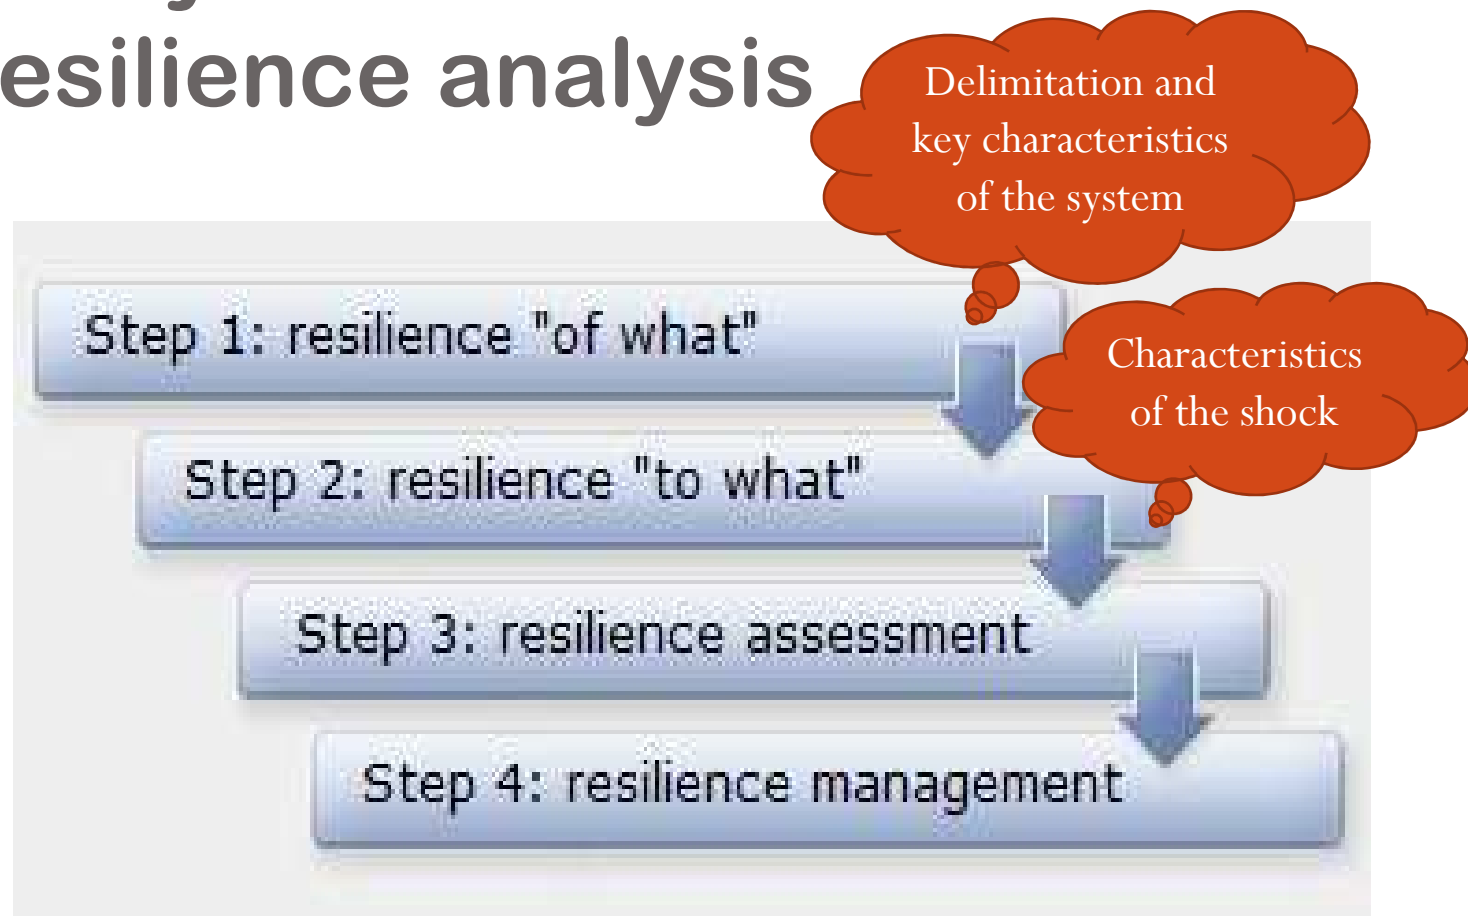 esilience analysis
Delimitation and
key characteristics
of the system
Step 1: resilience "of what"
Characteristics
of the shock
Step 2: resilience "to what"
Step 3: resilience assessment
Step 4: resilience management